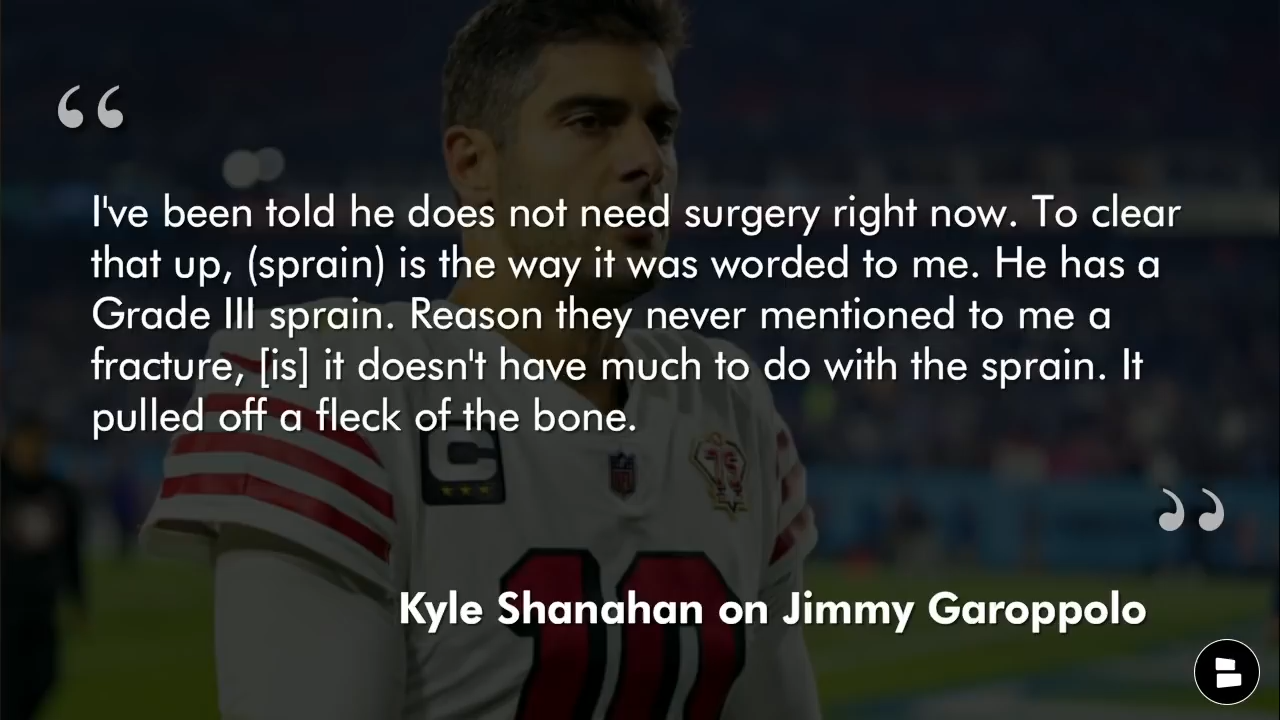 “
I've been told he does not need surgery right now. To clear
that up, (sprain) is the way it was worded to me. He has a
Grade III sprain. Reason they never mentioned to me a
fracture, [is] it doesn't have much to do with the sprain. It
pulled off a fleck of the bone.
”
Kyle Shanahan on Jimmy Garoppolo
C
NFL
10